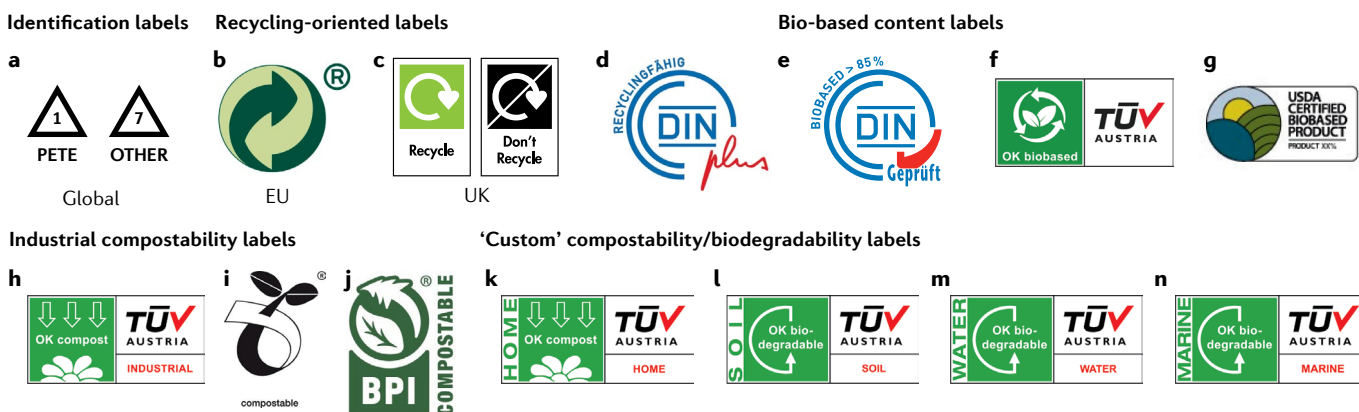 Identification labels
Recycling-oriented labels
Bio-based content labels
a
b
c
d
e
f
g
1
PETE
7
OTHER
Global
®
EU
Recycle
Don't
Recycle
UK
RECYCLINGFÄHIG
DIN
plus
BIOBASED > 85%
DIN
Geprüft
OK biobased
TÜV
AUSTRIA
USDA
CERTIFIED
BIOBASED
PRODUCT
PRODUCT XX%
Industrial compostability labels
'Custom' compostability/biodegradability labels
h
i
j
k
l
m
n
OK compost
TÜV
AUSTRIA
INDUSTRIAL
®
compostable
®
BPI
COMPOSTABLE
HOME
OK compost
TÜV
AUSTRIA
HOME
SOIL
OK bio-
degradable
TÜV
AUSTRIA
SOIL
WATER
OK bio-
degradable
TÜV
AUSTRIA
WATER
MARINE
OK bio-
degradable
TÜV
AUSTRIA
MARINE